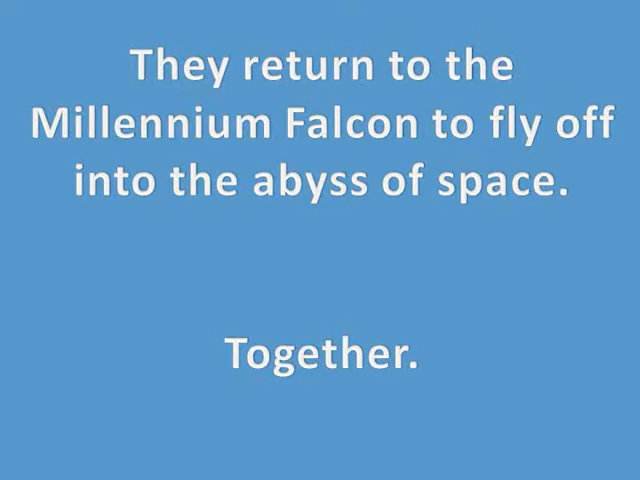 They return to the
Millennium Falcon to fly off
into the abyss of space.
Together.